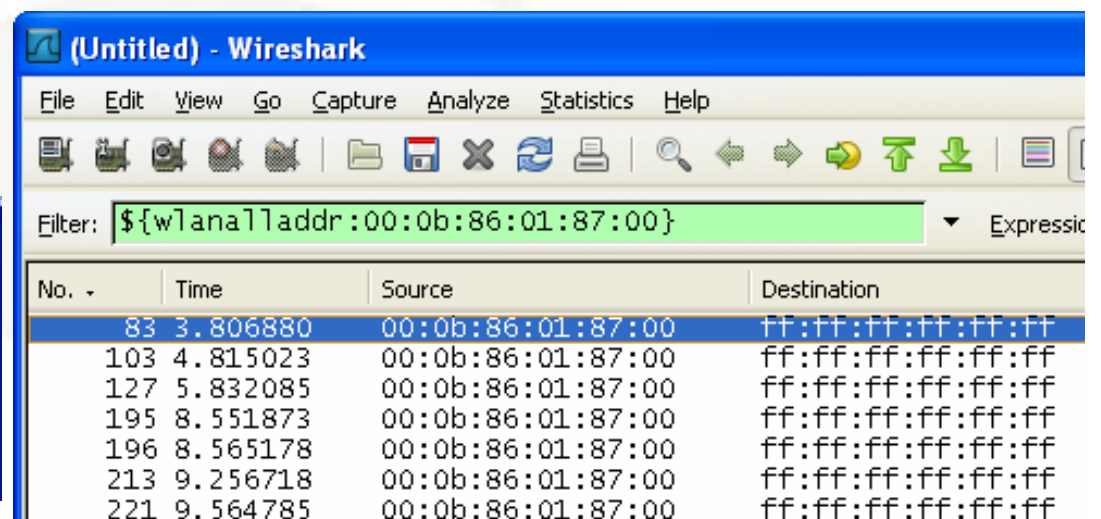 (Untitled) - Wireshark
File Edit View Go Capture Analyze Statistics Help
Filter: ${wlanalladdr:00:0b:86:01:87:00} Expressio
No. Time Source Destination
83 3.806880 00:0b:86:01:87:00 ff:ff:ff:ff:ff:ff
103 4.815023 00:0b:86:01:87:00 ff:ff:ff:ff:ff:ff
127 5.832085 00:0b:86:01:87:00 ff:ff:ff:ff:ff:ff
195 8.551873 00:0b:86:01:87:00 ff:ff:ff:ff:ff:ff
196 8.565178 00:0b:86:01:87:00 ff:ff:ff:ff:ff:ff
213 9.256718 00:0b:86:01:87:00 ff:ff:ff:ff:ff:ff
221 9.564785 00:0b:86:01:87:00 ff:ff:ff:ff:ff:ff